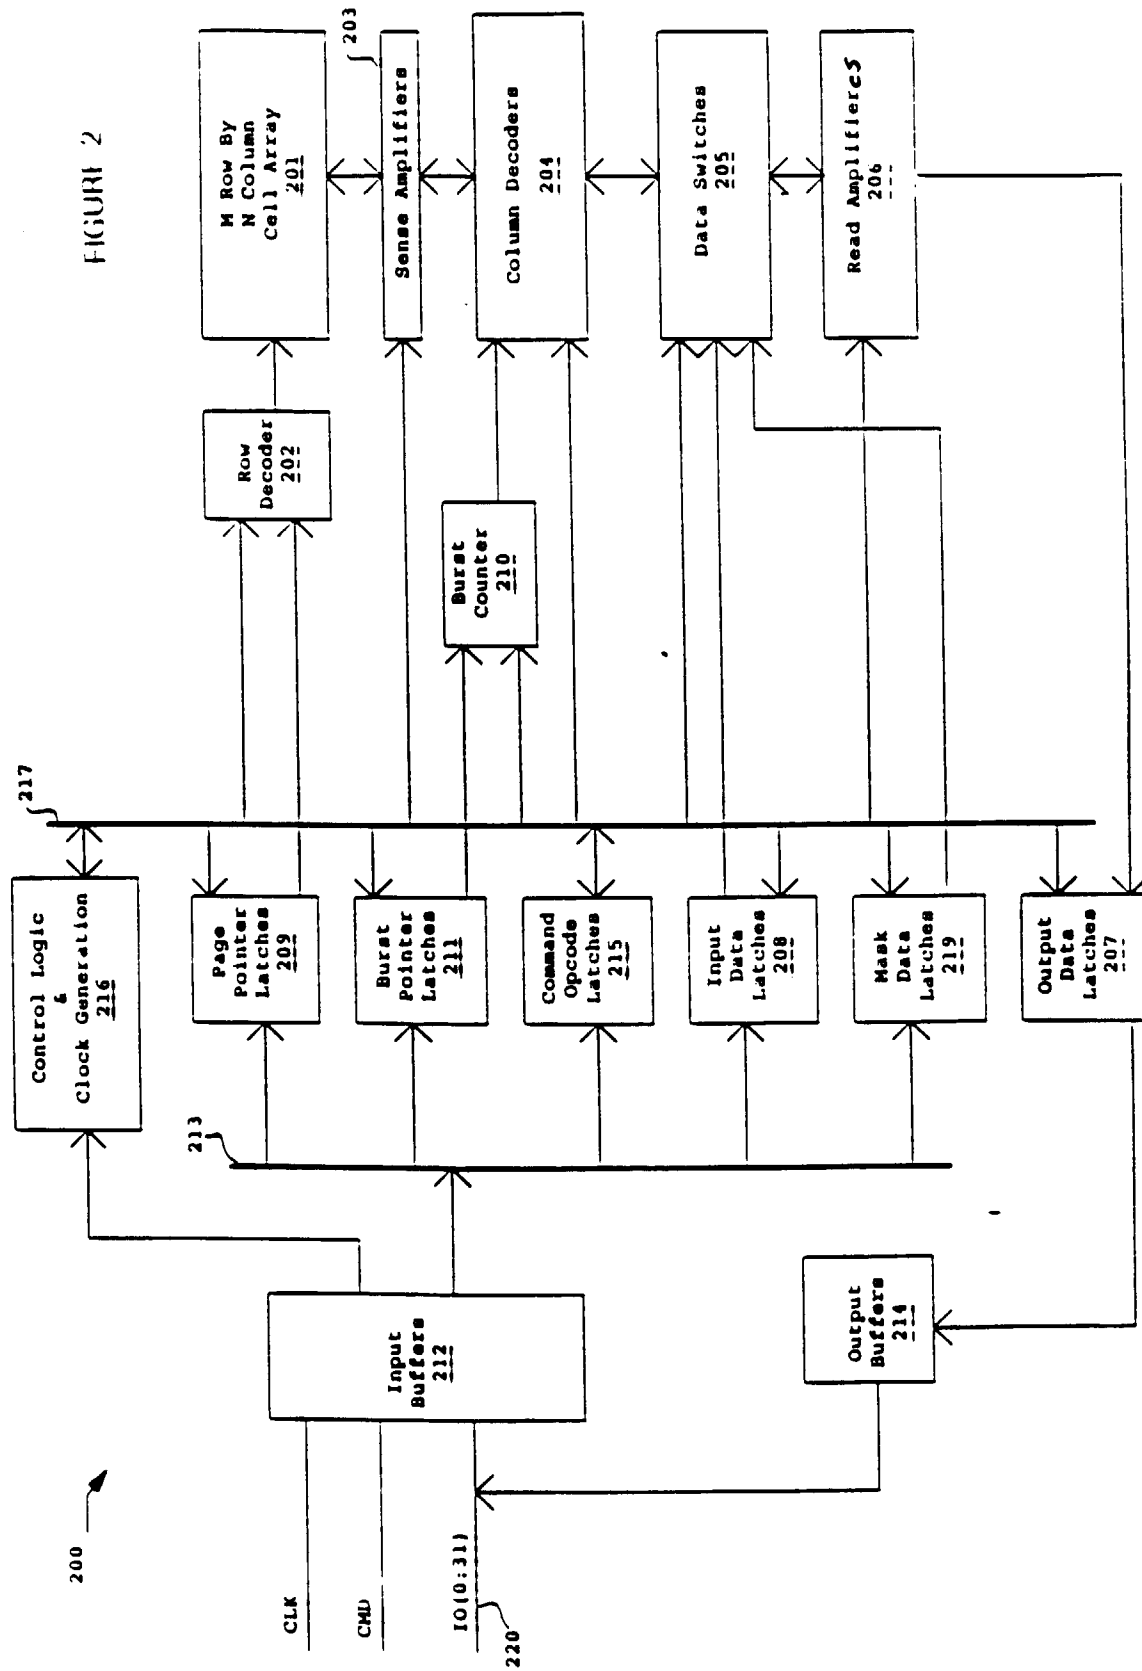 FIGURE 2
200
CLK
CMD
IO(0:31)
220
Input
Buffers
212
Output
Buffers
214
213
Control Logic
&
Clock Generation
216
Page
Pointer
Latches
209
Burst
Pointer
Latches
211
Command
Opcode
Latches
215
Input
Data
Latches
208
Mask
Data
Latches
219
Output
Data
Latches
207
217
Row
Decoder
202
Burst
Counter
210
M Row By
N Column
Cell Array
201
Sense Amplifiers
203
Column Decoders
204
Data Switches
205
Read Amplifiers
206